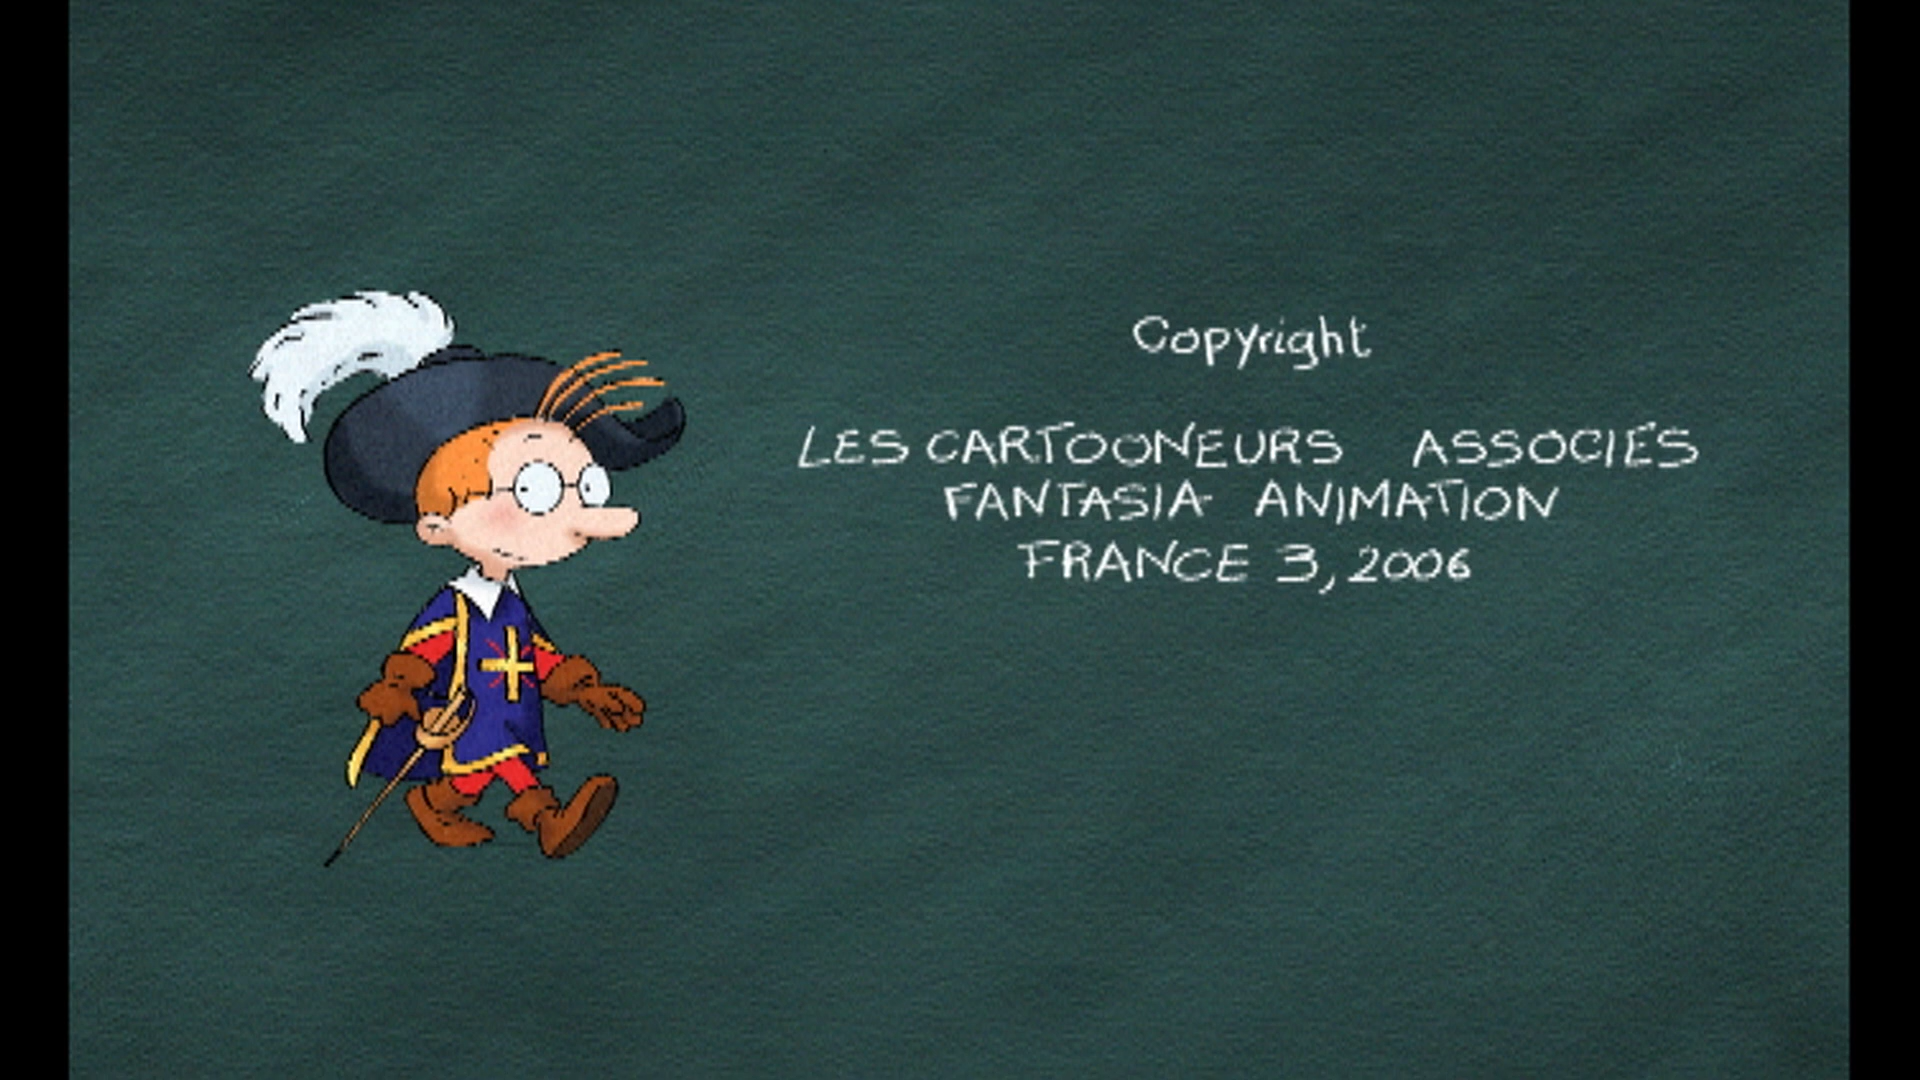 Copyright
LES CARTOONEURS ASSOCIES
FANTASIA ANIMATION
FRANCE 3, 2006